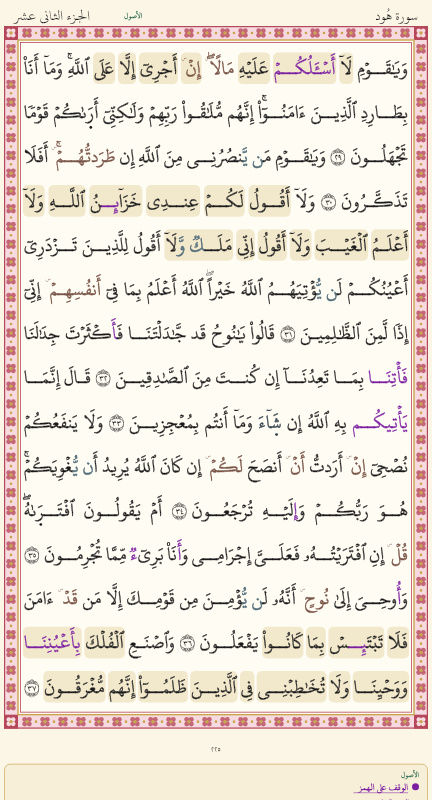 سورة هُود
الأصول
الجزء الثاني عشر
وَيَٰقَوۡمِ لَآ أَسۡـَٔلُكُمۡ عَلَيۡهِ مَالًاۖ إِنۡ أَجۡرِيَ إِلَّا عَلَى ٱللَّهِۚ وَمَآ أَنَا۠
بِطَارِدِ ٱلَّذِينَ ءَامَنُوٓاْۚ إِنَّهُم مُّلَٰقُواْ رَبِّهِمۡ وَلَٰكِنِّيٓ أَرَىٰكُمۡ قَوۡمٗا
تَجۡهَلُونَ ٢٩ وَيَٰقَوۡمِ مَن يَنصُرُنِي مِنَ ٱللَّهِ إِن طَرَدتُّهُمۡۚ أَفَلَا
تَذَكَّرُونَ ٣٠ وَلَآ أَقُولُ لَكُمۡ عِندِي خَزَآئِنُ ٱللَّهِ وَلَآ
أَعۡلَمُ ٱلۡغَيۡبَ وَلَآ أَقُولُ إِنِّي مَلَكٞ وَلَآ أَقُولُ لِلَّذِينَ تَزۡدَرِيٓ
أَعۡيُنُكُمۡ لَن يُؤۡتِيَهُمُ ٱللَّهُ خَيۡرًاۖ ٱللَّهُ أَعۡلَمُ بِمَا فِيٓ أَنفُسِهِمۡ إِنِّيٓ
إِذٗا لَّمِنَ ٱلظَّٰلِمِينَ ٣١ قَالُواْ يَٰنُوحُ قَدۡ جَٰدَلۡتَنَا فَأَكۡثَرۡتَ جِدَٰلَنَا
فَأۡتِنَا بِمَا تَعِدُنَآ إِن كُنتَ مِنَ ٱلصَّٰدِقِينَ ٣٢ قَالَ إِنَّمَا
يَأۡتِيكُم بِهِ ٱللَّهُ إِن شَآءَ وَمَآ أَنتُم بِمُعۡجِزِينَ ٣٣ وَلَا يَنفَعُكُمۡ
نُصۡحِيٓ إِنۡ أَرَدتُّ أَنۡ أَنصَحَ لَكُمۡ إِن كَانَ ٱللَّهُ يُرِيدُ أَن يُغۡوِيَكُمۡۚ
هُوَ رَبُّكُمۡ وَإِلَيۡهِ تُرۡجَعُونَ ٣٤ أَمۡ يَقُولُونَ ٱفۡتَرَىٰهُۖ
قُلۡ إِنِ ٱفۡتَرَيۡتُهُۥ فَعَلَيَّ إِجۡرَامِي وَأَنَا۠ بَرِيٓءٞ مِّمَّا تُجۡرِمُونَ ٣٥
وَأُوحِيَ إِلَىٰ نُوحٍ أَنَّهُۥ لَن يُؤۡمِنَ مِن قَوۡمِكَ إِلَّا مَن قَدۡ ءَامَنَ
فَلَا تَبۡتَئِسۡ بِمَا كَانُواْ يَفۡعَلُونَ ٣٦ وَٱصۡنَعِ ٱلۡفُلۡكَ بِأَعۡيُنِنَا
وَوَحۡيِنَا وَلَا تُخَٰطِبۡنِي فِي ٱلَّذِينَ ظَلَمُوٓاْ إِنَّهُم مُّغۡرَقُونَ ٣٧
٢٢٥
الأصول
الوقف على الهمز